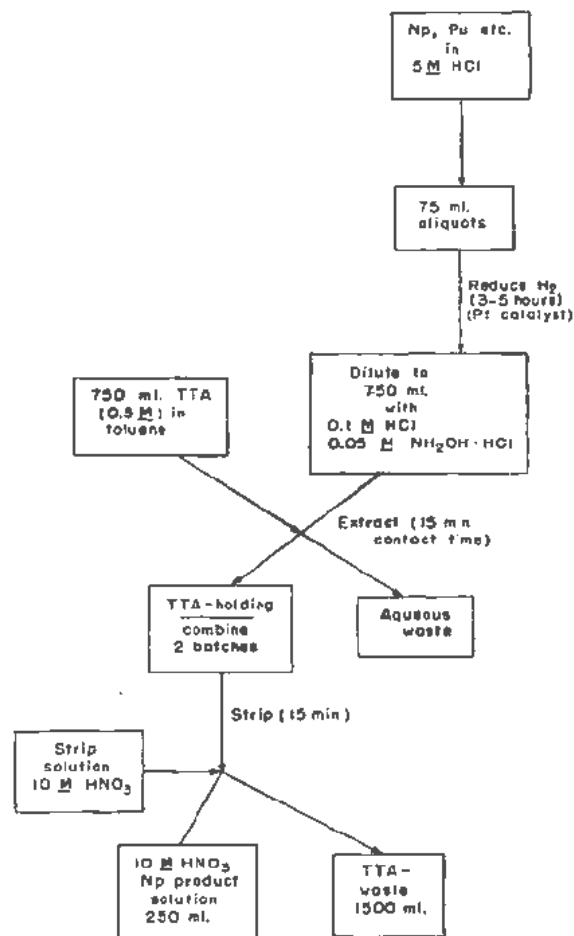 Np, Pu etc.
in
5 M HCl
75 ml.
aliquots
Reduce H₂
(3-5 hours)
(Pt catalyst)
750 ml. TTA
(0.5 M) in
toluene
Dilute to
750 ml.
with
0.1 M HCl
0.05 M NH₂OH·HCl
Extract (15 min
contact time)
TTA-holding
combine
2 batches
Aqueous
waste
Strip (15 min)
Strip
solution
10 M HNO₃
10 M HNO₃
Np product
solution
250 ml.
TTA-
waste
1500 ml.